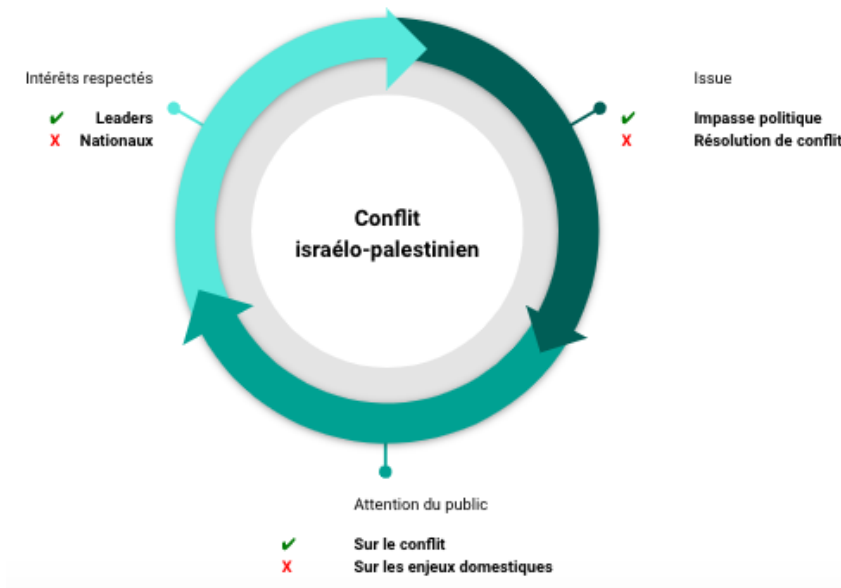 Intérêts respectés
✔ Leaders
X Nationaux
Issue
✔ Impasse politique
X Résolution de conflit
Conflit
israélo-palestinien
Attention du public
✔ Sur le conflit
X Sur les enjeux domestiques